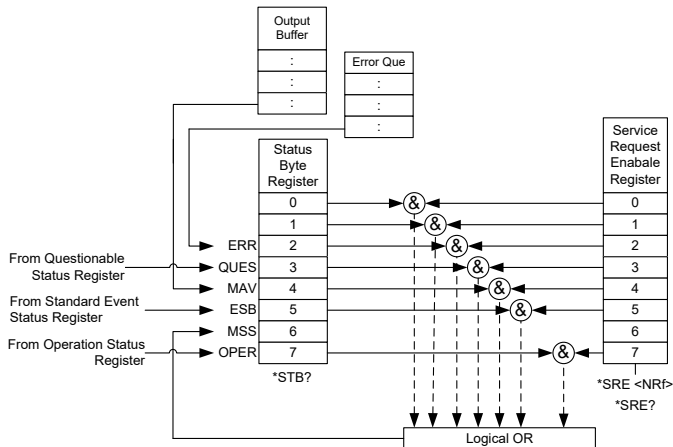 Output
Buffer
:
:
:
Error Que
:
:
:
Status
Byte
Register
0
1
2
3
4
5
6
7
*STB?
ERR
QUES
MAV
ESB
MSS
OPER
From Questionable
Status Register
From Standard Event
Status Register
From Operation Status
Register
&
&
&
&
&
&
&
Service
Request
Enabale
Register
0
1
2
3
4
5
6
7
*SRE <NRf>
*SRE?
Logical OR